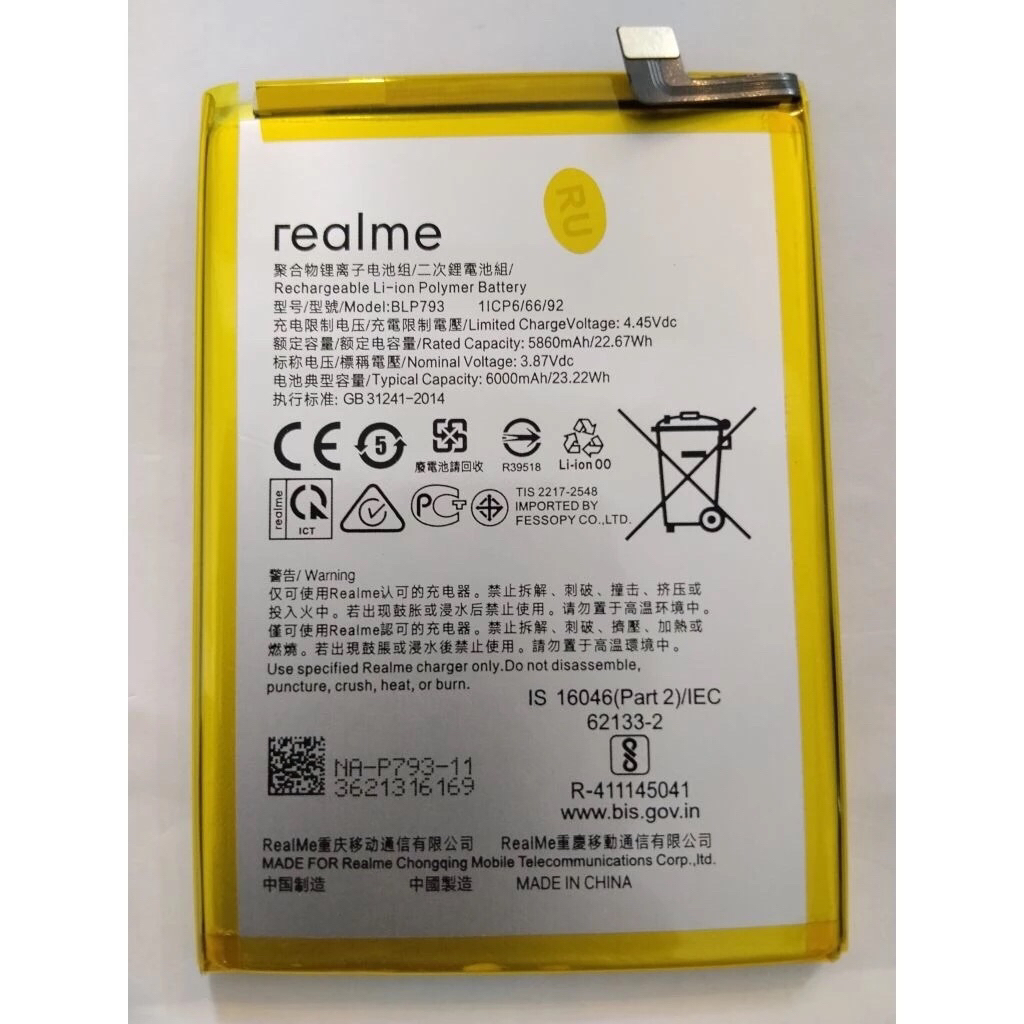 RU
realme
聚合物锂离子电池组/二次鋰電池組/
Rechargeable Li-ion Polymer Battery
型号/型號/Model:BLP793 1ICP6/66/92
充电限制电压/充電限制電壓/Limited ChargeVoltage: 4.45Vdc
额定容量/额定电容量/Rated Capacity: 5860mAh/22.67Wh
标称电压/標稱電壓/Nominal Voltage: 3.87Vdc
电池典型容量/Typical Capacity: 6000mAh/23.22Wh
执行标准: GB 31241-2014
CE 5 廢電池請回收 R39518 Li-ion 00
realme ICT
TIS 2217-2548
IMPORTED BY
FESSOPY CO.,LTD.
警告/ Warning
仅可使用Realme认可的充电器。禁止拆解、刺破、撞击、挤压或
投入火中。若出现鼓胀或浸水后禁止使用。请勿置于高温环境中。
僅可使用Realme認可的充電器。禁止拆解、刺破、擠壓、加熱或
燃燒。若出現鼓脹或浸水後禁止使用。請勿置于高溫環境中。
Use specified Realme charger only.Do not disassemble,
puncture, crush, heat, or burn.
IS 16046(Part 2)/IEC
62133-2
R-411145041
www.bis.gov.in
NA-P793-11
3621316169
RealMe重庆移动通信有限公司 RealMe重慶移動通信有限公司
MADE FOR Realme Chongqing Mobile Telecommunications Corp.,ltd.
中国制造 中國製造 MADE IN CHINA